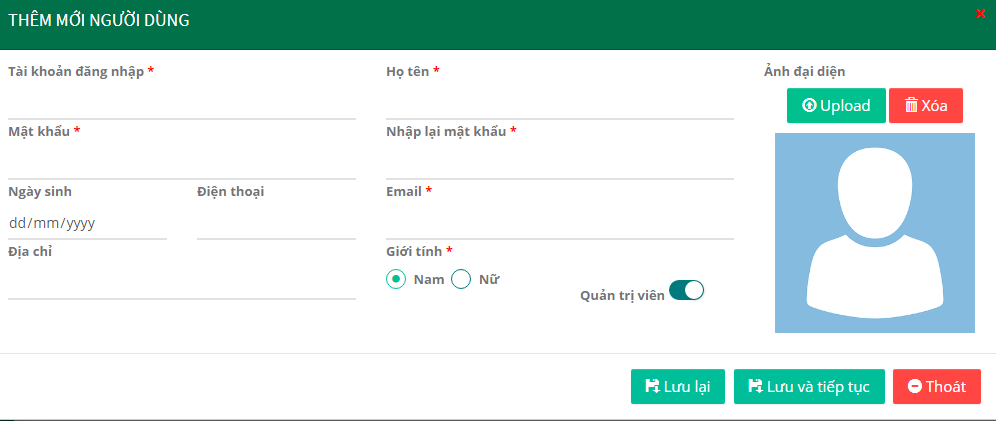 THÊM MỚI NGƯỜI DÙNG
Tài khoản đăng nhập *
Họ tên *
Ảnh đại diện
Upload
Xóa
Mật khẩu *
Nhập lại mật khẩu *
Ngày sinh
Điện thoại
Email *
dd/mm/yyyy
Địa chỉ
Giới tính *
Nam
Nữ
Quản trị viên
Lưu lại
Lưu và tiếp tục
Thoát